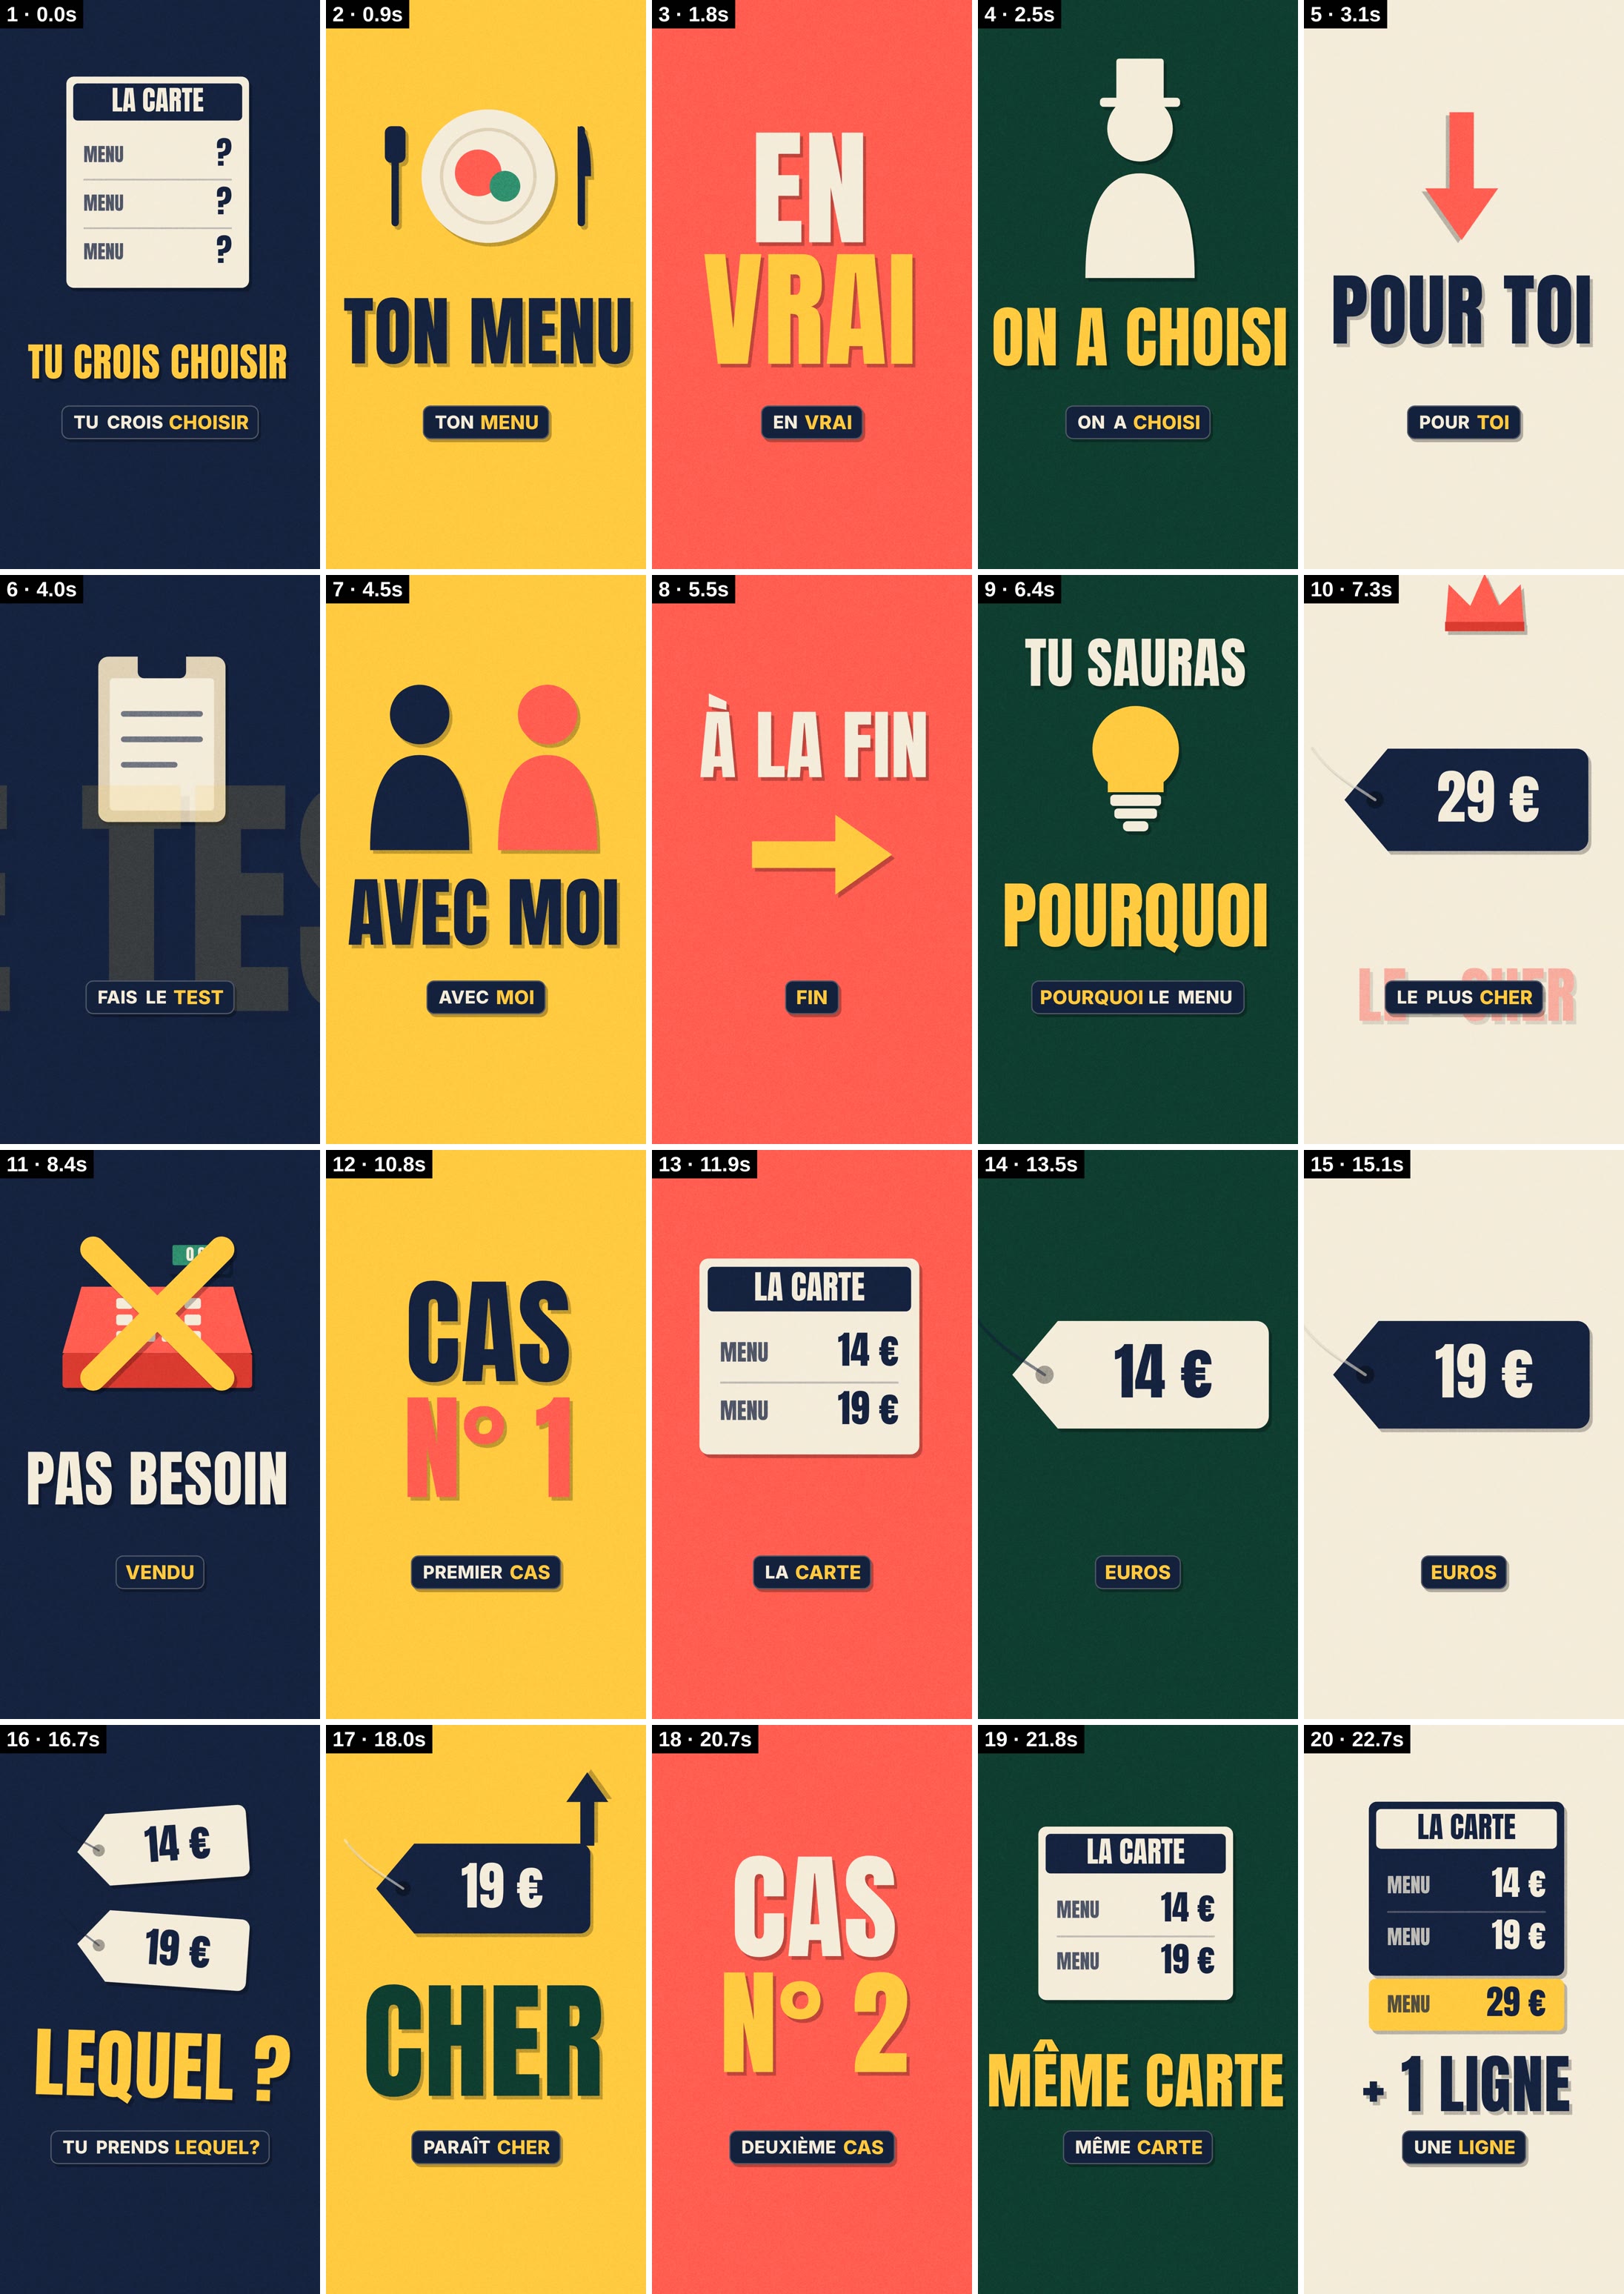 1 · 0.0s
LA CARTE
MENU ?
MENU ?
MENU ?
TU CROIS CHOISIR
TU CROIS CHOISIR
2 · 0.9s
TON MENU
TON MENU
3 · 1.8s
EN
VRAI
EN VRAI
4 · 2.5s
ON A CHOISI
ON A CHOISI
5 · 3.1s
POUR TOI
POUR TOI
6 · 4.0s
FAIS LE TEST
7 · 4.5s
AVEC MOI
AVEC MOI
8 · 5.5s
À LA FIN
FIN
9 · 6.4s
TU SAURAS
POURQUOI
POURQUOI LE MENU
10 · 7.3s
29 €
LE PLUS CHER
11 · 8.4s
PAS BESOIN
VENDU
12 · 10.8s
CAS
Nº 1
PREMIER CAS
13 · 11.9s
LA CARTE
MENU 14 €
MENU 19 €
LA CARTE
14 · 13.5s
14 €
EUROS
15 · 15.1s
19 €
EUROS
16 · 16.7s
14 €
19 €
LEQUEL ?
TU PRENDS LEQUEL?
17 · 18.0s
19 €
CHER
PARAÎT CHER
18 · 20.7s
CAS
Nº 2
DEUXIÈME CAS
19 · 21.8s
LA CARTE
MENU 14 €
MENU 19 €
MÊME CARTE
MÊME CARTE
20 · 22.7s
LA CARTE
MENU 14 €
MENU 19 €
MENU 29 €
+ 1 LIGNE
UNE LIGNE